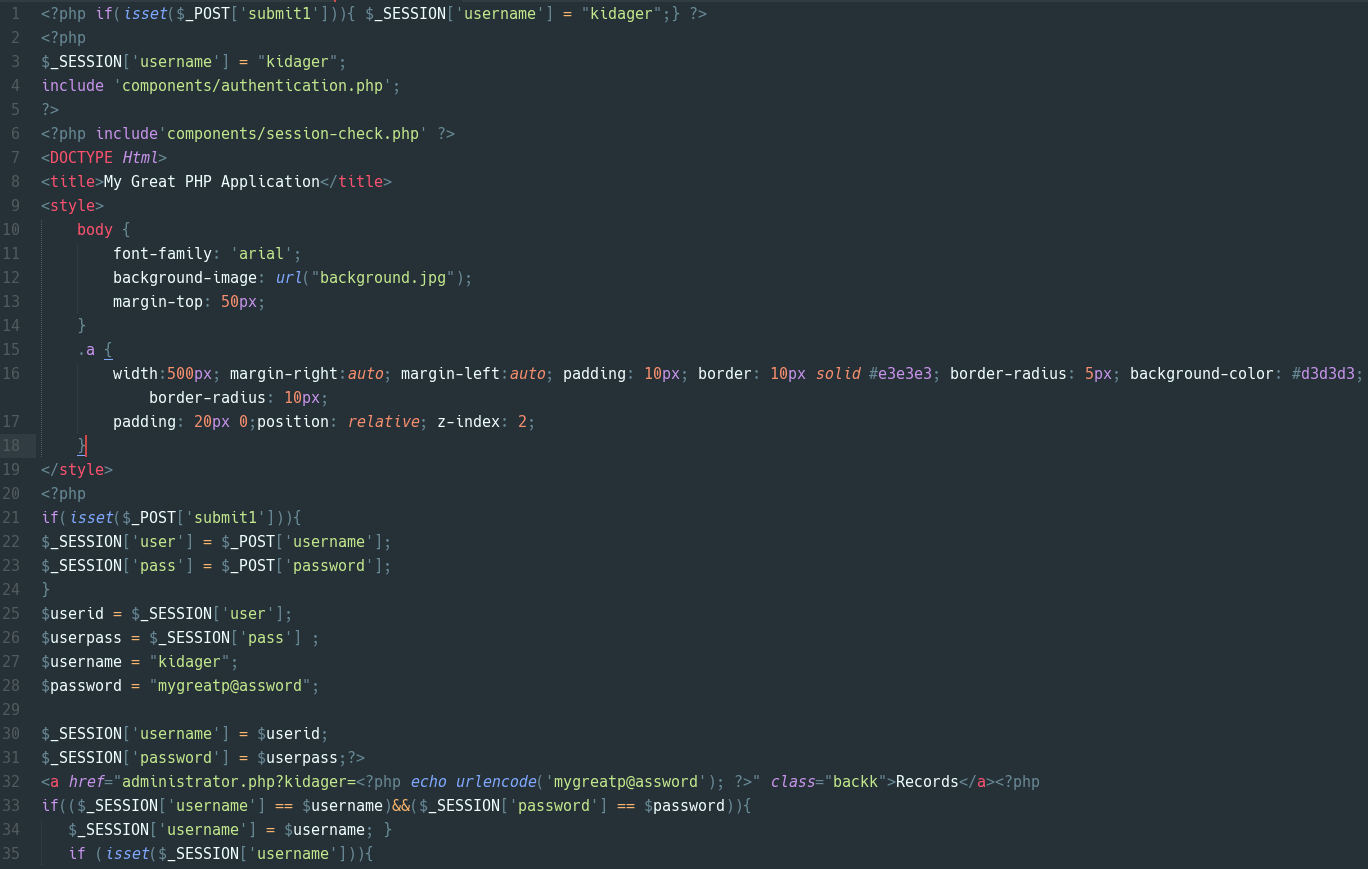 1 <?php if(isset($_POST['submit1'])){ $_SESSION['username'] = "kidager";} ?>
2 <?php
3 $_SESSION['username'] = "kidager";
4 include 'components/authentication.php';
5 ?>
6 <?php include'components/session-check.php' ?>
7 <DOCTYPE Html>
8 <title>My Great PHP Application</title>
9 <style>
10     body {
11         font-family: 'arial';
12         background-image: url("background.jpg");
13         margin-top: 50px;
14     }
15     .a {
16         width:500px; margin-right:auto; margin-left:auto; padding: 10px; border: 10px solid #e3e3e3; border-radius: 5px; background-color: #d3d3d3;
            border-radius: 10px;
17         padding: 20px 0;position: relative; z-index: 2;
18     }
19 </style>
20 <?php
21 if(isset($_POST['submit1'])){
22 $_SESSION['user'] = $_POST['username'];
23 $_SESSION['pass'] = $_POST['password'];
24 }
25 $userid = $_SESSION['user'];
26 $userpass = $_SESSION['pass'] ;
27 $username = "kidager";
28 $password = "mygreatp@assword";
29
30 $_SESSION['username'] = $userid;
31 $_SESSION['password'] = $userpass;?>
32 <a href="administrator.php?kidager=<?php echo urlencode('mygreatp@assword'); ?>" class="backk">Records</a><?php
33 if(($_SESSION['username'] == $username)&&($_SESSION['password'] == $password)){
34    $_SESSION['username'] = $username; }
35    if (isset($_SESSION['username'])){